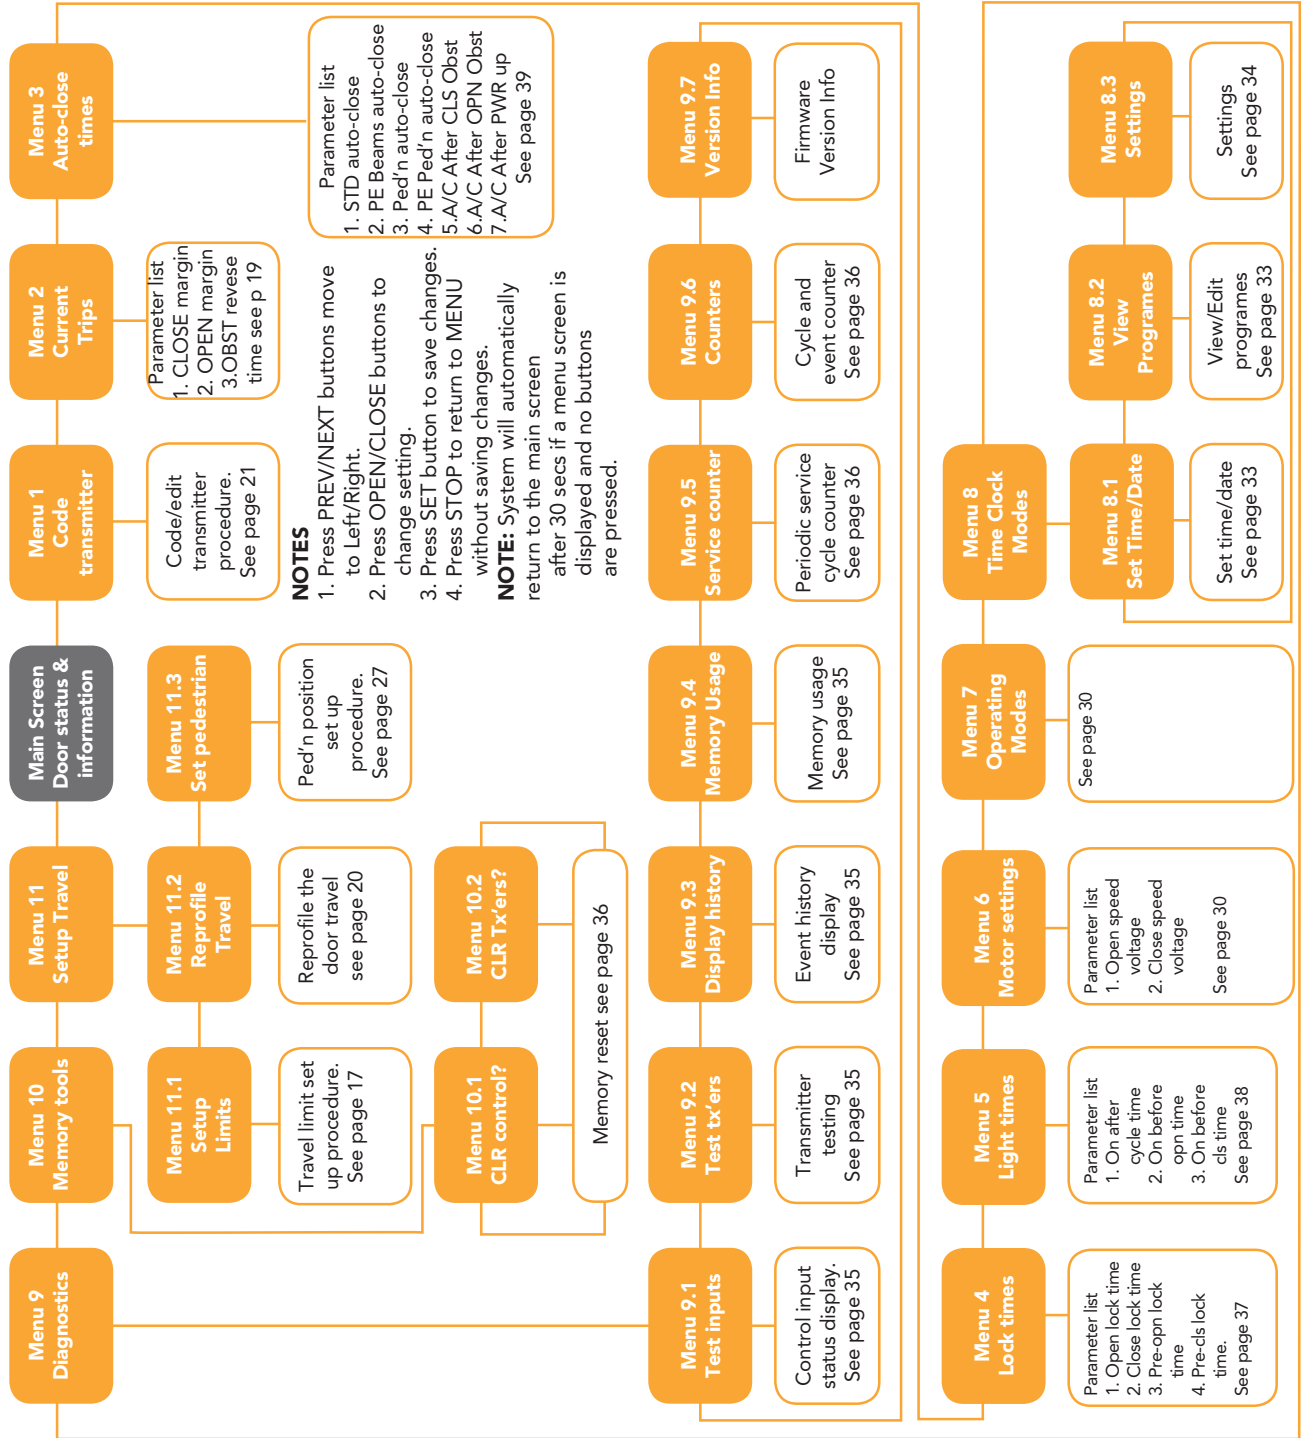 Menu 9
Diagnostics
Menu 10
Memory tools
Menu 11
Setup Travel
Main Screen
Door status &
information
Menu 1
Code
transmitter
Menu 2
Current
Trips
Menu 3
Auto-close
times
Menu 11.1
Setup
Limits
Menu 11.2
Reprofile
Travel
Menu 11.3
Set pedestrian
Code/edit
transmitter
procedure.
See page 21
Parameter list
1. CLOSE margin
2. OPEN margin
3.OBST revese
time see p 19
Travel limit set
up procedure.
See page 17
Reprofile the
door travel
see page 20
Ped'n position
set up
procedure.
See page 27
Parameter list
1. STD auto-close
2. PE Beams auto-close
3. Ped'n auto-close
4. PE Ped'n auto-close
5.A/C After CLS Obst
6.A/C After OPN Obst
7.A/C After PWR up
See page 39
NOTES
1. Press PREV/NEXT buttons move
to Left/Right.
2. Press OPEN/CLOSE buttons to
change setting.
3. Press SET button to save changes.
4. Press STOP to return to MENU
without saving changes.
NOTE: System will automatically
return to the main screen
after 30 secs if a menu screen is
displayed and no buttons
are pressed.
Menu 10.1
CLR control?
Menu 10.2
CLR Tx'ers?
Memory reset see page 36
Menu 9.1
Test inputs
Menu 9.2
Test tx'ers
Menu 9.3
Display history
Menu 9.4
Memory Usage
Menu 9.5
Service counter
Menu 9.6
Counters
Menu 9.7
Version Info
Control input
status display.
See page 35
Transmitter
testing
See page 35
Event history
display
See page 35
Memory usage
See page 35
Periodic service
cycle counter
See page 36
Cycle and
event counter
See page 36
Firmware
Version Info
Menu 4
Lock times
Menu 5
Light times
Menu 6
Motor settings
Menu 7
Operating
Modes
Menu 8
Time Clock
Modes
Parameter list
1. Open lock time
2. Close lock time
3. Pre-opn lock
time
4. Pre-cls lock
time.
See page 37
Parameter list
1. On after
cycle time
2. On before
opn time
3. On before
cls time
See page 38
Parameter list
1. Open speed
voltage
2. Close speed
voltage
See page 30
See page 30
Menu 8.1
Set Time/Date
Menu 8.2
View
Programes
Menu 8.3
Settings
Set time/date
See page 33
View/Edit
programes
See page 33
Settings
See page 34